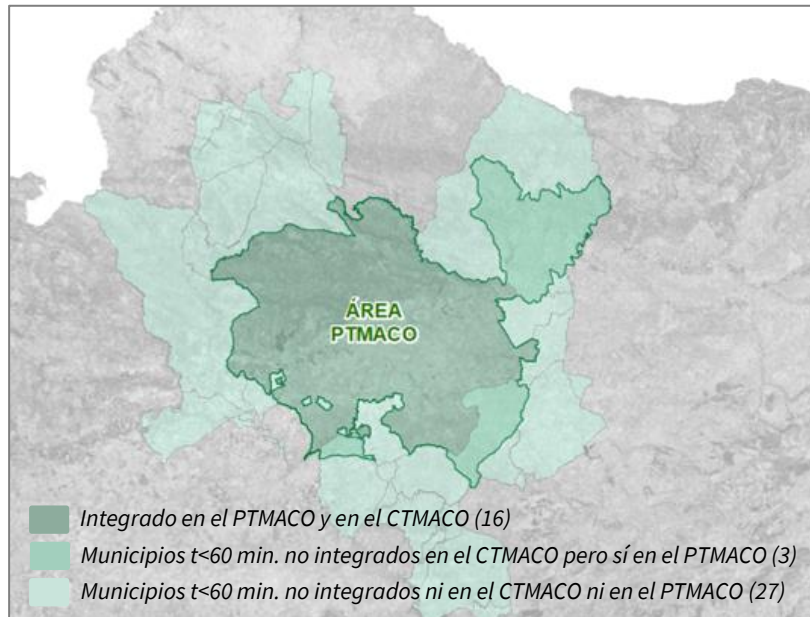 ÁREA
PTMACO
Integrado en el PTMACO y en el CTMACO (16)
Municipios t<60 min. no integrados en el CTMACO pero sí en el PTMACO (3)
Municipios t<60 min. no integrados ni en el CTMACO ni en el PTMACO (27)